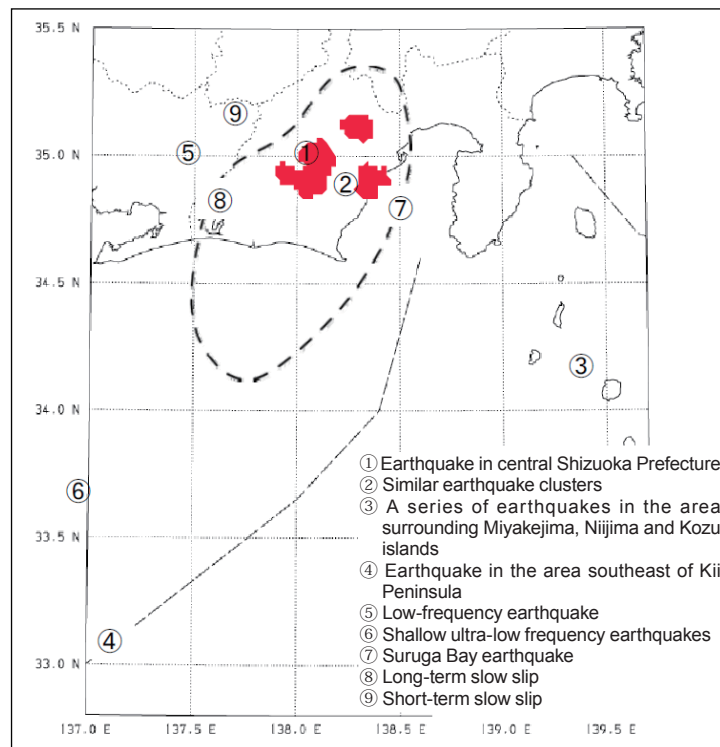 35.5 N
⑨
⑤
35.0 N
①
②
⑧
⑦
34.5 N
③
34.0 N
⑥
33.5 N
④
33.0 N
① Earthquake in central Shizuoka Prefecture
② Similar earthquake clusters
③ A series of earthquakes in the area
surrounding Miyakejima, Niijima and Kozu
islands
④ Earthquake in the area southeast of Kii
Peninsula
⑤ Low-frequency earthquake
⑥ Shallow ultra-low frequency earthquakes
⑦ Suruga Bay earthquake
⑧ Long-term slow slip
⑨ Short-term slow slip
137.0 E 137.5 E 138.0 E 138.5 E 139.0 E 139.5 E